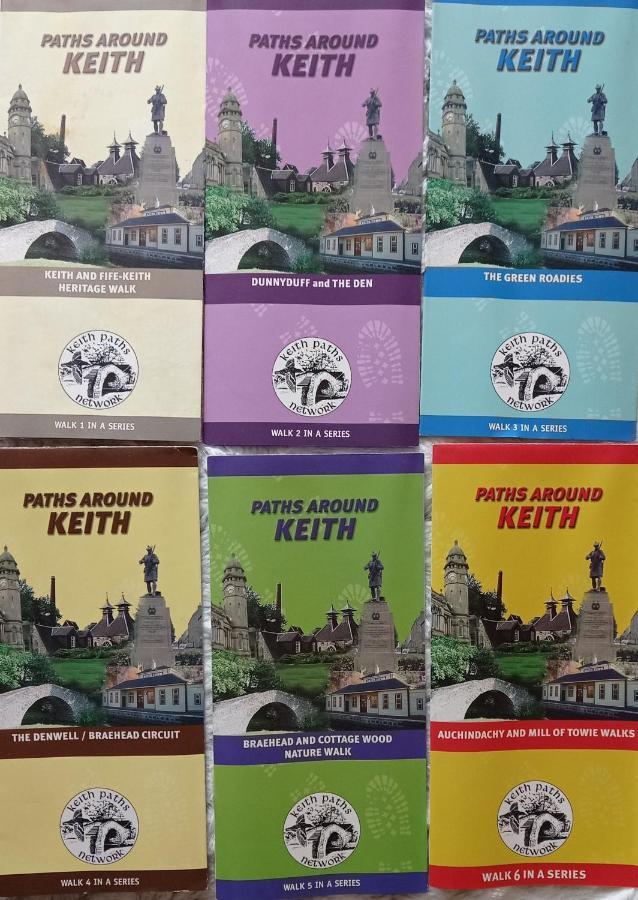 PATHS AROUND
KEITH
KEITH AND FIFE-KEITH
HERITAGE WALK
KEITH PATHS
NETWORK
WALK 1 IN A SERIES
PATHS AROUND
KEITH
DUNNYDUFF and THE DEN
KEITH PATHS
NETWORK
WALK 2 IN A SERIES
PATHS AROUND
KEITH
THE GREEN ROADIES
KEITH PATHS
NETWORK
WALK 3 IN A SERIES
PATHS AROUND
KEITH
THE DENWELL / BRAEHEAD CIRCUIT
KEITH PATHS
NETWORK
WALK 4 IN A SERIES
PATHS AROUND
KEITH
BRAEHEAD AND COTTAGE WOOD
NATURE WALK
KEITH PATHS
NETWORK
WALK 5 IN A SERIES
PATHS AROUND
KEITH
AUCHINDACHY AND MILL OF TOWIE WALKS
KEITH PATHS
NETWORK
WALK 6 IN A SERIES